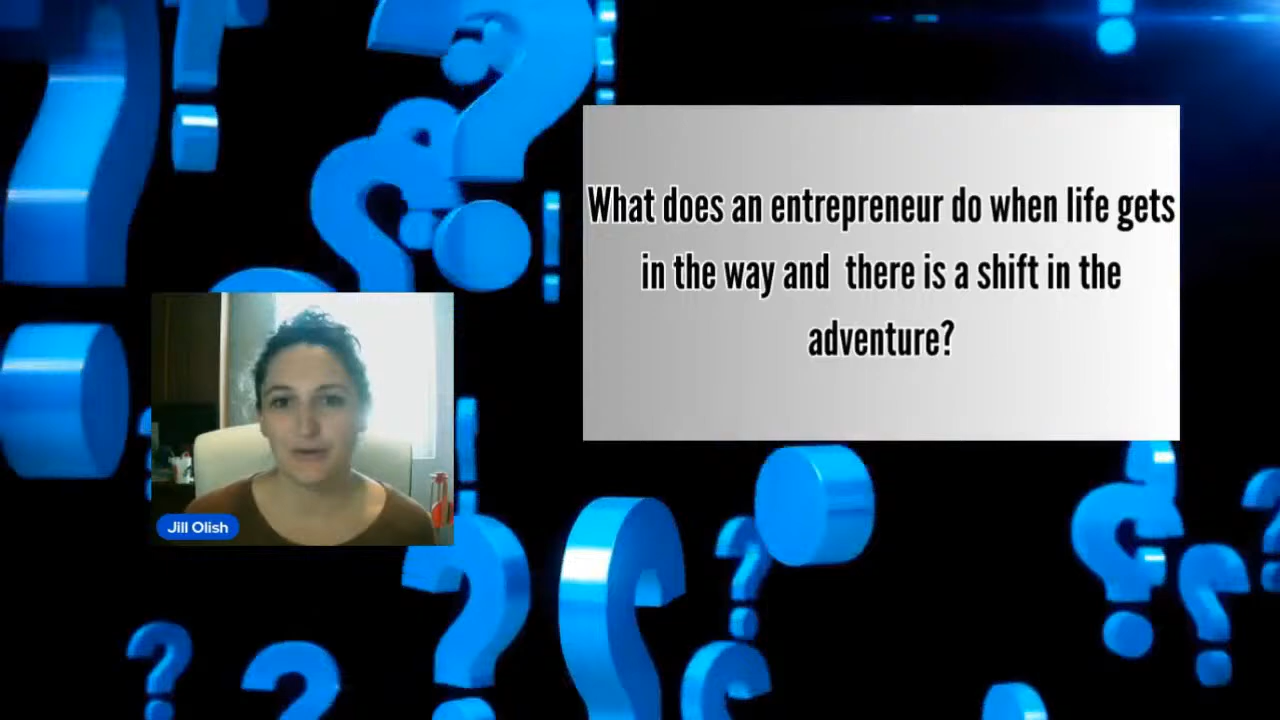 What does an entrepreneur do when life gets
in the way and  there is a shift in the
adventure?
Jill Olish